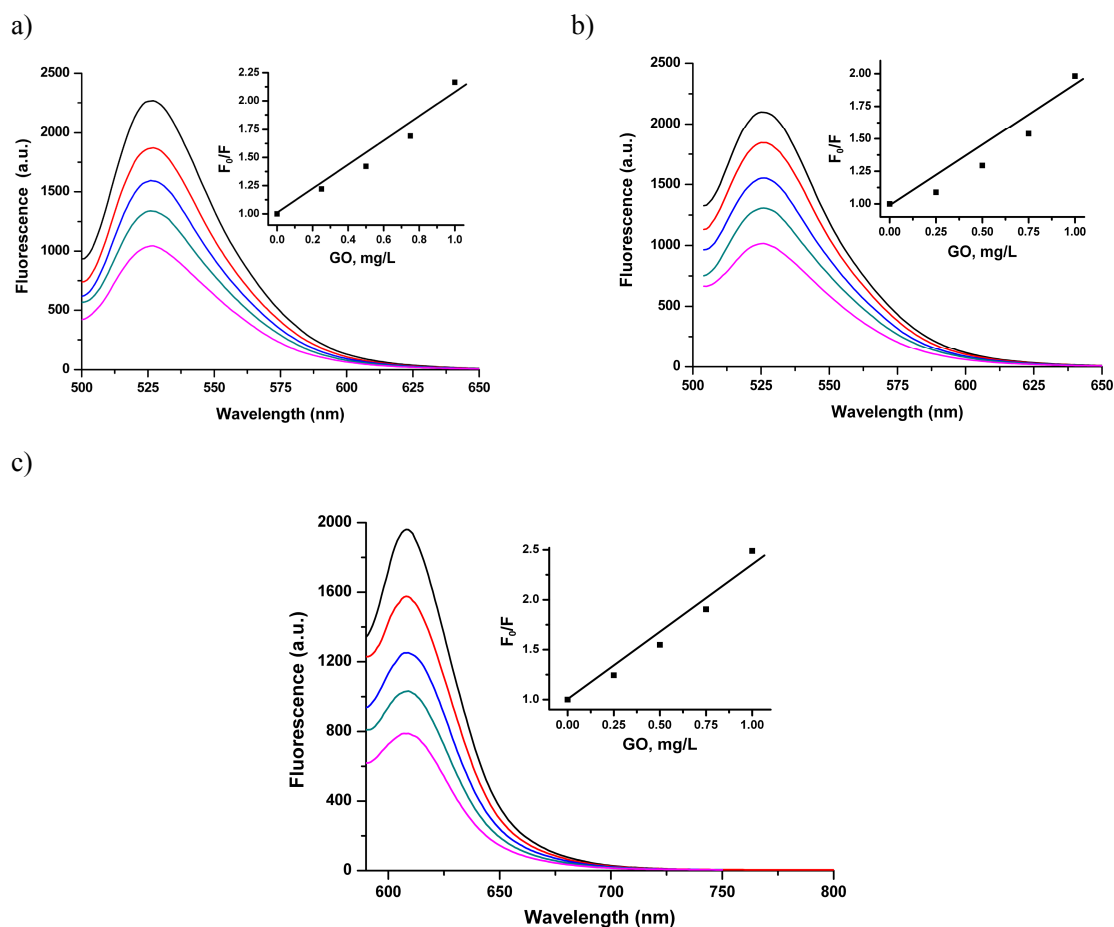 a)
2500
2000
1500
1000
500
0
500 525 550 575 600 625 650
Fluorescence (a.u.)
Wavelength (nm)
2.25
2.00
1.75
1.50
1.25
1.00
0.0 0.2 0.4 0.6 0.8 1.0
F0/F
GO, mg/L
b)
2500
2000
1500
1000
500
0
500 525 550 575 600 625 650
Fluorescence (a.u.)
Wavelength (nm)
2.00
1.75
1.50
1.25
1.00
0.00 0.25 0.50 0.75 1.00
F0/F
GO, mg/L
c)
2000
1600
1200
800
400
0
600 650 700 750 800
Fluorescence (a.u.)
Wavelength (nm)
2.5
2.0
1.5
1.0
0.00 0.25 0.50 0.75 1.00
F0/F
GO, mg/L